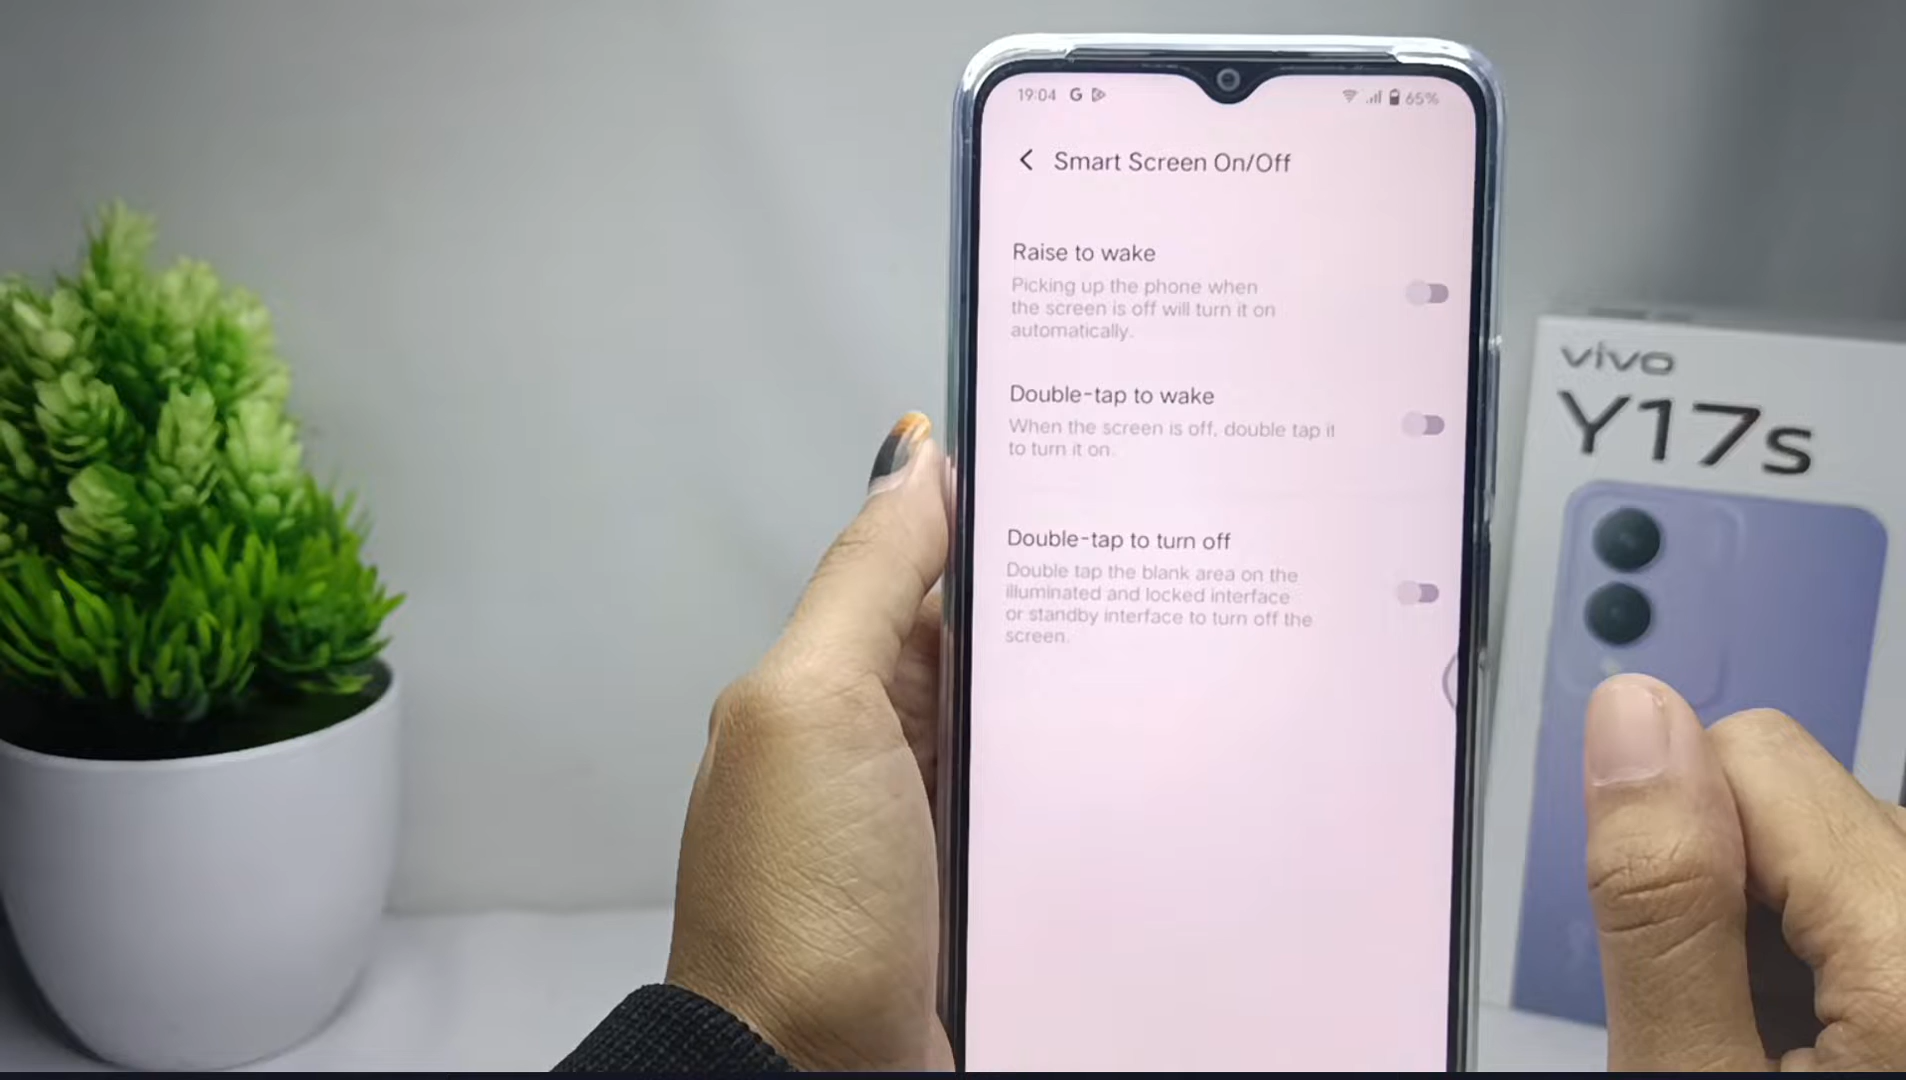 19:04 G
65%
Smart Screen On/Off
Raise to wake
Picking up the phone when
the screen is off will turn it on
automatically.
Double-tap to wake
When the screen is off, double tap it
to turn it on.
Double-tap to turn off
Double tap the blank area on the
illuminated and locked interface
or standby interface to turn off the
screen.
vivo
Y17s